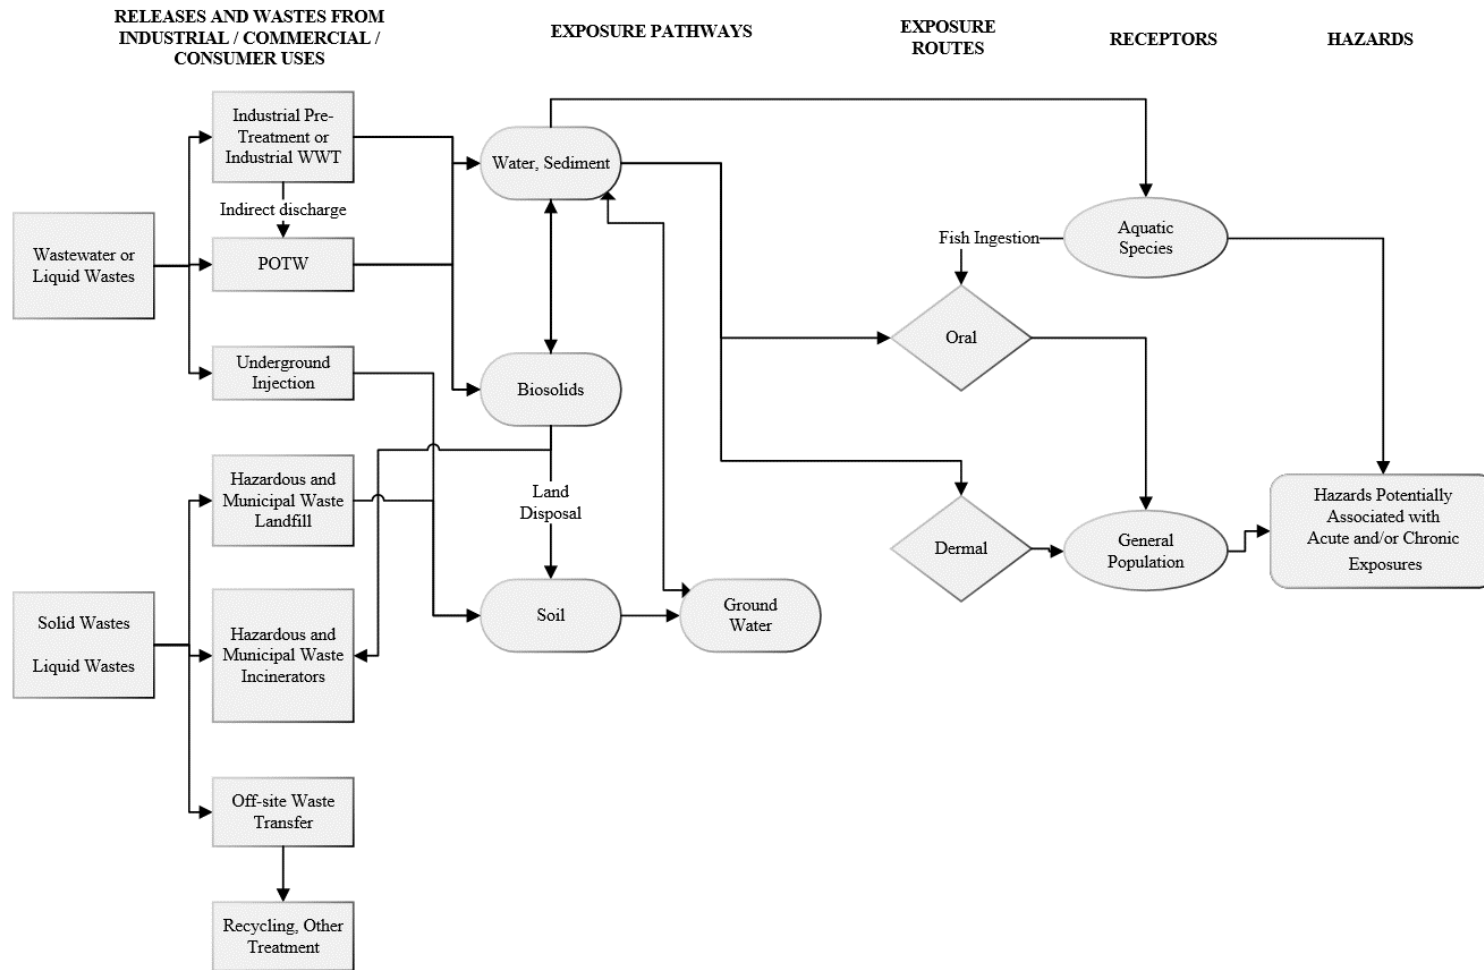 RELEASES AND WASTES FROM
INDUSTRIAL / COMMERCIAL /
CONSUMER USES
EXPOSURE PATHWAYS
EXPOSURE
ROUTES
RECEPTORS
HAZARDS
Industrial Pre-
Treatment or
Industrial WWT
Water, Sediment
Indirect discharge
Wastewater or
Liquid Wastes
POTW
Fish Ingestion
Aquatic
Species
Oral
Underground
Injection
Biosolids
Hazardous and
Municipal Waste
Landfill
Land
Disposal
Dermal
General
Population
Hazards Potentially
Associated with
Acute and/or Chronic
Exposures
Solid Wastes
Liquid Wastes
Hazardous and
Municipal Waste
Incinerators
Soil
Ground
Water
Off-site Waste
Transfer
Recycling, Other
Treatment